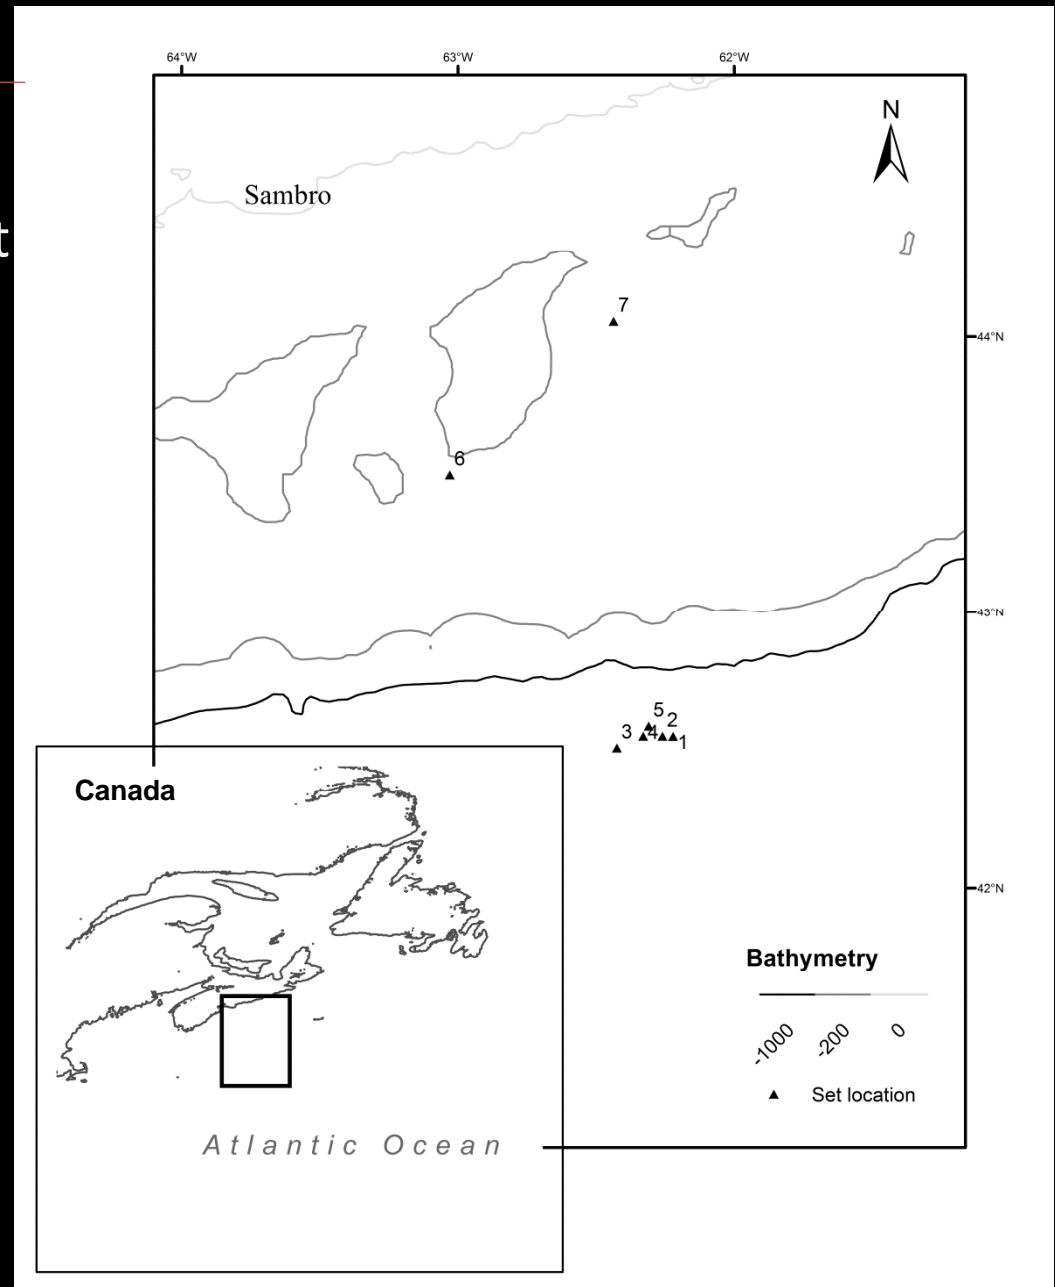 64°W 63°W 62°W
N
Sambro
t
7
44°N
6
43°N
5
2
3
4
1
Canada
42°N
Bathymetry
-1000 -200 0
Set location
Atlantic Ocean